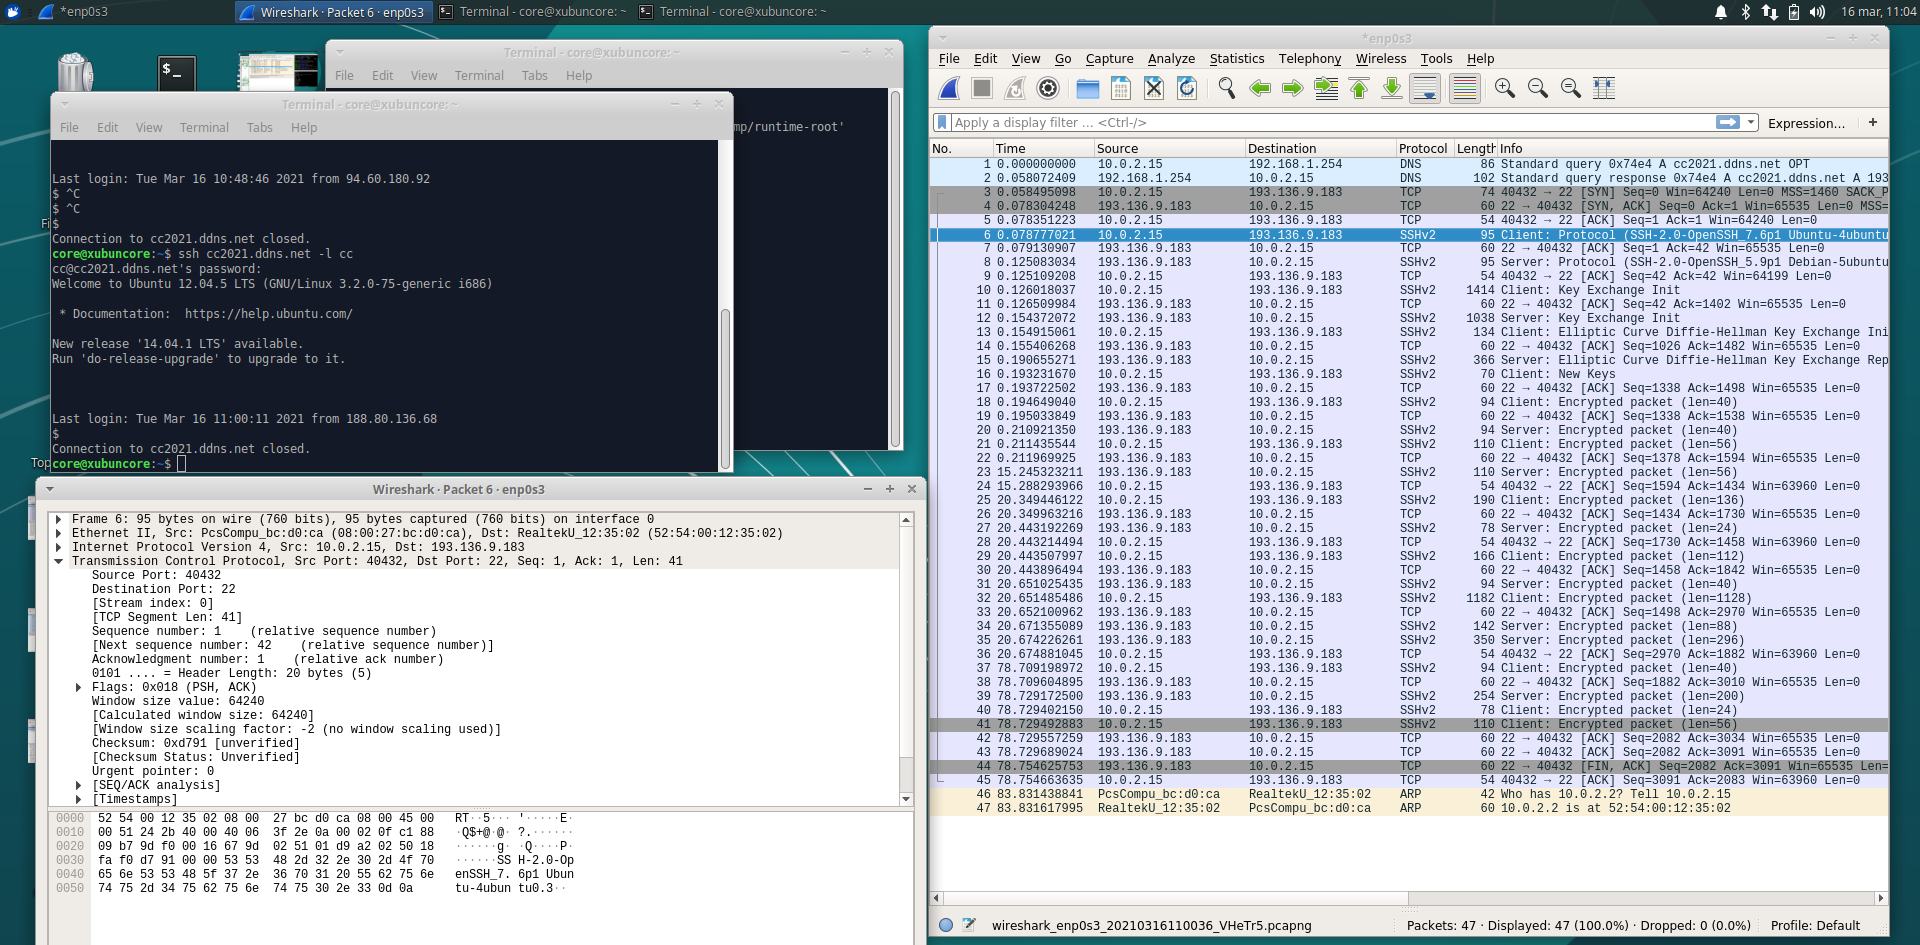 *enp0s3
Wireshark · Packet 6 · enp0s3
Terminal - core@xubuncore: ~
Terminal - core@xubuncore: ~
16 mar, 11:04
Terminal - core@xubuncore: ~
File Edit View Terminal Tabs Help
mp/runtime-root'
Terminal - core@xubuncore: ~
File Edit View Terminal Tabs Help
Last login: Tue Mar 16 10:48:46 2021 from 94.60.180.92
$ ^C
$ ^C
$
Connection to cc2021.ddns.net closed.
core@xubuncore:~$ ssh cc2021.ddns.net -l cc
cc@cc2021.ddns.net's password:
Welcome to Ubuntu 12.04.5 LTS (GNU/Linux 3.2.0-75-generic i686)
* Documentation: https://help.ubuntu.com/
New release '14.04.1 LTS' available.
Run 'do-release-upgrade' to upgrade to it.
Last login: Tue Mar 16 11:00:11 2021 from 188.80.136.68
$
Connection to cc2021.ddns.net closed.
core@xubuncore:~$
Wireshark · Packet 6 · enp0s3
Frame 6: 95 bytes on wire (760 bits), 95 bytes captured (760 bits) on interface 0
Ethernet II, Src: PcsCompu_bc:d0:ca (08:00:27:bc:d0:ca), Dst: RealtekU_12:35:02 (52:54:00:12:35:02)
Internet Protocol Version 4, Src: 10.0.2.15, Dst: 193.136.9.183
Transmission Control Protocol, Src Port: 40432, Dst Port: 22, Seq: 1, Ack: 1, Len: 41
Source Port: 40432
Destination Port: 22
[Stream index: 0]
[TCP Segment Len: 41]
Sequence number: 1 (relative sequence number)
[Next sequence number: 42 (relative sequence number)]
Acknowledgment number: 1 (relative ack number)
0101 .... = Header Length: 20 bytes (5)
Flags: 0x018 (PSH, ACK)
Window size value: 64240
[Calculated window size: 64240]
[Window size scaling factor: -2 (no window scaling used)]
Checksum: 0xd791 [unverified]
[Checksum Status: Unverified]
Urgent pointer: 0
[SEQ/ACK analysis]
[Timestamps]
0000 52 54 00 12 35 02 08 00 27 bc d0 ca 08 00 45 00 RT··5···'·····E·
0010 00 51 24 2b 40 00 40 06 3f 2e 0a 00 02 0f c1 88 ·Q$+@·@·?.······
0020 09 b7 9d f0 00 16 67 9d 02 51 01 d9 a2 02 50 18 ······g··Q····P·
0030 fa f0 d7 91 00 00 53 53 48 2d 32 2e 30 2d 4f 70 ······SSH-2.0-Op
0040 65 6e 53 53 48 5f 37 2e 36 70 31 20 55 62 75 6e enSSH_7.6p1 Ubun
0050 74 75 2d 34 75 62 75 6e 74 75 30 2e 33 0d 0a tu-4ubuntu0.3··
*enp0s3
File Edit View Go Capture Analyze Statistics Telephony Wireless Tools Help
Apply a display filter ... <Ctrl-/> Expression... +
No. Time Source Destination Protocol Length Info
1 0.000000000 10.0.2.15 192.168.1.254 DNS 86 Standard query 0x74e4 A cc2021.ddns.net OPT
2 0.058072409 192.168.1.254 10.0.2.15 DNS 102 Standard query response 0x74e4 A cc2021.ddns.net A 193
3 0.058495098 10.0.2.15 193.136.9.183 TCP 74 40432 → 22 [SYN] Seq=0 Win=64240 Len=0 MSS=1460 SACK_P
4 0.078304248 193.136.9.183 10.0.2.15 TCP 60 22 → 40432 [SYN, ACK] Seq=0 Ack=1 Win=65535 Len=0 MSS=
5 0.078351223 10.0.2.15 193.136.9.183 TCP 54 40432 → 22 [ACK] Seq=1 Ack=1 Win=64240 Len=0
6 0.078777021 10.0.2.15 193.136.9.183 SSHv2 95 Client: Protocol (SSH-2.0-OpenSSH_7.6p1 Ubuntu-4ubuntu
7 0.079130907 193.136.9.183 10.0.2.15 TCP 60 22 → 40432 [ACK] Seq=1 Ack=42 Win=65535 Len=0
8 0.125083034 193.136.9.183 10.0.2.15 SSHv2 95 Server: Protocol (SSH-2.0-OpenSSH_5.9p1 Debian-5ubuntu
9 0.125109208 10.0.2.15 193.136.9.183 TCP 54 40432 → 22 [ACK] Seq=42 Ack=42 Win=64199 Len=0
10 0.126018037 10.0.2.15 193.136.9.183 SSHv2 1414 Client: Key Exchange Init
11 0.126509984 193.136.9.183 10.0.2.15 TCP 60 22 → 40432 [ACK] Seq=42 Ack=1402 Win=65535 Len=0
12 0.154372072 193.136.9.183 10.0.2.15 SSHv2 1038 Server: Key Exchange Init
13 0.154915061 10.0.2.15 193.136.9.183 SSHv2 134 Client: Elliptic Curve Diffie-Hellman Key Exchange Ini
14 0.155406268 193.136.9.183 10.0.2.15 TCP 60 22 → 40432 [ACK] Seq=1026 Ack=1482 Win=65535 Len=0
15 0.190655271 193.136.9.183 10.0.2.15 SSHv2 366 Server: Elliptic Curve Diffie-Hellman Key Exchange Rep
16 0.193231670 10.0.2.15 193.136.9.183 SSHv2 70 Client: New Keys
17 0.193722502 193.136.9.183 10.0.2.15 TCP 60 22 → 40432 [ACK] Seq=1338 Ack=1498 Win=65535 Len=0
18 0.194649040 10.0.2.15 193.136.9.183 SSHv2 94 Client: Encrypted packet (len=40)
19 0.195033849 193.136.9.183 10.0.2.15 TCP 60 22 → 40432 [ACK] Seq=1338 Ack=1538 Win=65535 Len=0
20 0.210921350 193.136.9.183 10.0.2.15 SSHv2 94 Server: Encrypted packet (len=40)
21 0.211435544 10.0.2.15 193.136.9.183 SSHv2 110 Client: Encrypted packet (len=56)
22 0.211969925 193.136.9.183 10.0.2.15 TCP 60 22 → 40432 [ACK] Seq=1378 Ack=1594 Win=65535 Len=0
23 15.245323211 193.136.9.183 10.0.2.15 SSHv2 110 Server: Encrypted packet (len=56)
24 15.288293966 10.0.2.15 193.136.9.183 TCP 54 40432 → 22 [ACK] Seq=1594 Ack=1434 Win=63960 Len=0
25 20.349446122 10.0.2.15 193.136.9.183 SSHv2 190 Client: Encrypted packet (len=136)
26 20.349963216 193.136.9.183 10.0.2.15 TCP 60 22 → 40432 [ACK] Seq=1434 Ack=1730 Win=65535 Len=0
27 20.443192269 193.136.9.183 10.0.2.15 SSHv2 78 Server: Encrypted packet (len=24)
28 20.443214494 10.0.2.15 193.136.9.183 TCP 54 40432 → 22 [ACK] Seq=1730 Ack=1458 Win=63960 Len=0
29 20.443507997 10.0.2.15 193.136.9.183 SSHv2 166 Client: Encrypted packet (len=112)
30 20.443896494 193.136.9.183 10.0.2.15 TCP 60 22 → 40432 [ACK] Seq=1458 Ack=1842 Win=65535 Len=0
31 20.651025435 193.136.9.183 10.0.2.15 SSHv2 94 Server: Encrypted packet (len=40)
32 20.651485486 10.0.2.15 193.136.9.183 SSHv2 1182 Client: Encrypted packet (len=1128)
33 20.652100962 193.136.9.183 10.0.2.15 TCP 60 22 → 40432 [ACK] Seq=1498 Ack=2970 Win=65535 Len=0
34 20.671355089 193.136.9.183 10.0.2.15 SSHv2 142 Server: Encrypted packet (len=88)
35 20.674226261 193.136.9.183 10.0.2.15 SSHv2 350 Server: Encrypted packet (len=296)
36 20.674881045 10.0.2.15 193.136.9.183 TCP 54 40432 → 22 [ACK] Seq=2970 Ack=1882 Win=63960 Len=0
37 78.709198972 10.0.2.15 193.136.9.183 SSHv2 94 Client: Encrypted packet (len=40)
38 78.709604895 193.136.9.183 10.0.2.15 TCP 60 22 → 40432 [ACK] Seq=1882 Ack=3010 Win=65535 Len=0
39 78.729172500 193.136.9.183 10.0.2.15 SSHv2 254 Server: Encrypted packet (len=200)
40 78.729402150 10.0.2.15 193.136.9.183 SSHv2 78 Client: Encrypted packet (len=24)
41 78.729492883 10.0.2.15 193.136.9.183 SSHv2 110 Client: Encrypted packet (len=56)
42 78.729557259 193.136.9.183 10.0.2.15 TCP 60 22 → 40432 [ACK] Seq=2082 Ack=3034 Win=65535 Len=0
43 78.729689024 193.136.9.183 10.0.2.15 TCP 60 22 → 40432 [ACK] Seq=2082 Ack=3091 Win=65535 Len=0
44 78.754625753 193.136.9.183 10.0.2.15 TCP 60 22 → 40432 [FIN, ACK] Seq=2082 Ack=3091 Win=65535 Len=
45 78.754663635 10.0.2.15 193.136.9.183 TCP 54 40432 → 22 [ACK] Seq=3091 Ack=2083 Win=63960 Len=0
46 83.831438841 PcsCompu_bc:d0:ca RealtekU_12:35:02 ARP 42 Who has 10.0.2.2? Tell 10.0.2.15
47 83.831617995 RealtekU_12:35:02 PcsCompu_bc:d0:ca ARP 60 10.0.2.2 is at 52:54:00:12:35:02
wireshark_enp0s3_20210316110036_VHeTr5.pcapng
Packets: 47 · Displayed: 47 (100.0%) · Dropped: 0 (0.0%)
Profile: Default